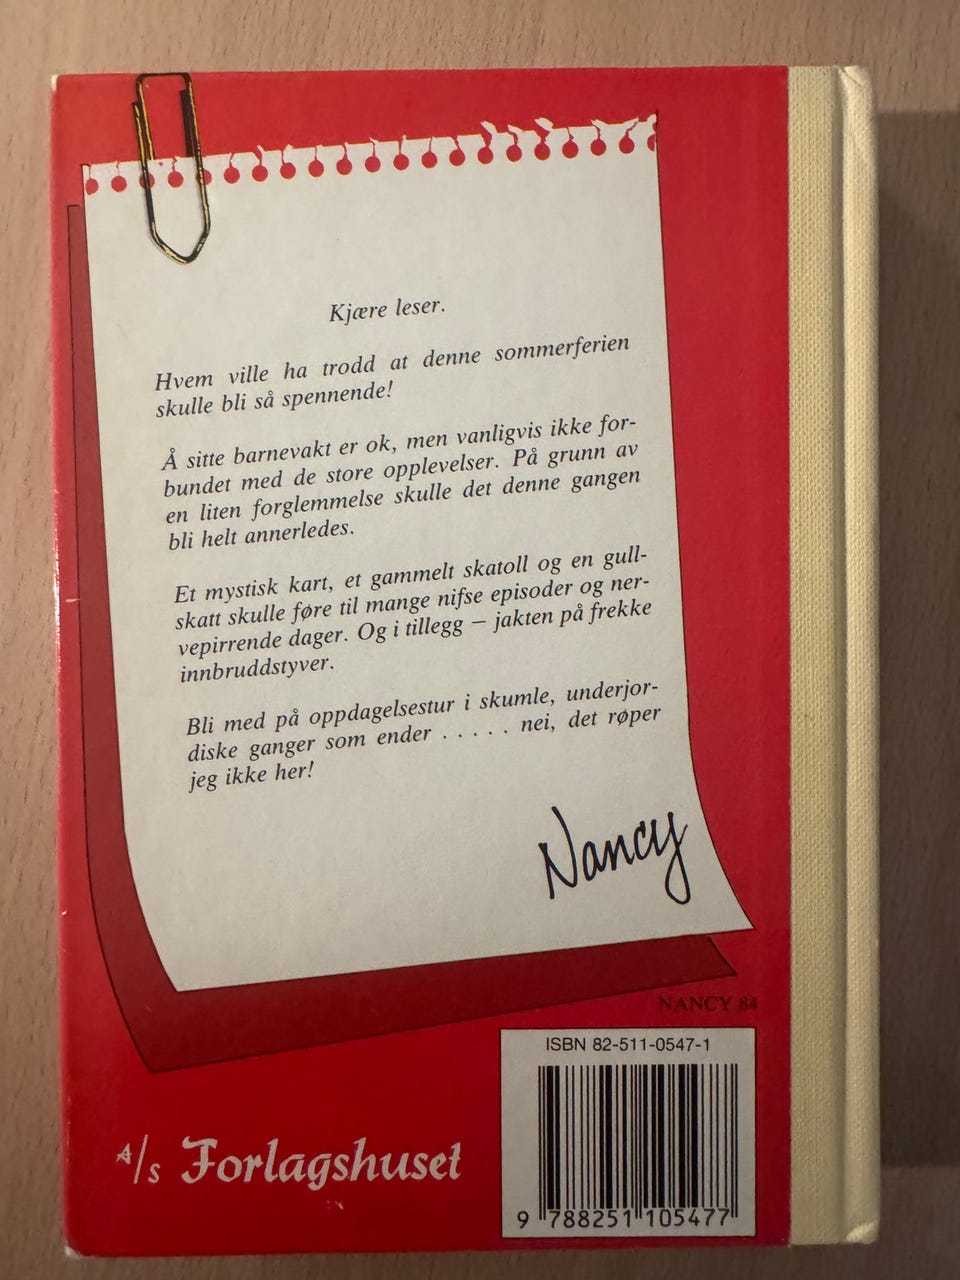 Kjære leser.
Hvem ville ha trodd at denne sommerferien
skulle bli så spennende!
Å sitte barnevakt er ok, men vanligvis ikke for-
bundet med de store opplevelser. På grunn av
en liten forglemmelse skulle det denne gangen
bli helt annerledes.
Et mystisk kart, et gammelt skatoll og en gull-
skatt skulle føre til mange nifse episoder og ner-
vepirrende dager. Og i tillegg – jakten på frekke
innbruddstyver.
Bli med på oppdagelsestur i skumle, underjor-
diske ganger som ender . . . . . nei, det røper
jeg ikke her!
Nancy
NANCY 84
ISBN 82-511-0547-1
9 788251 105477
A/s Forlagshuset